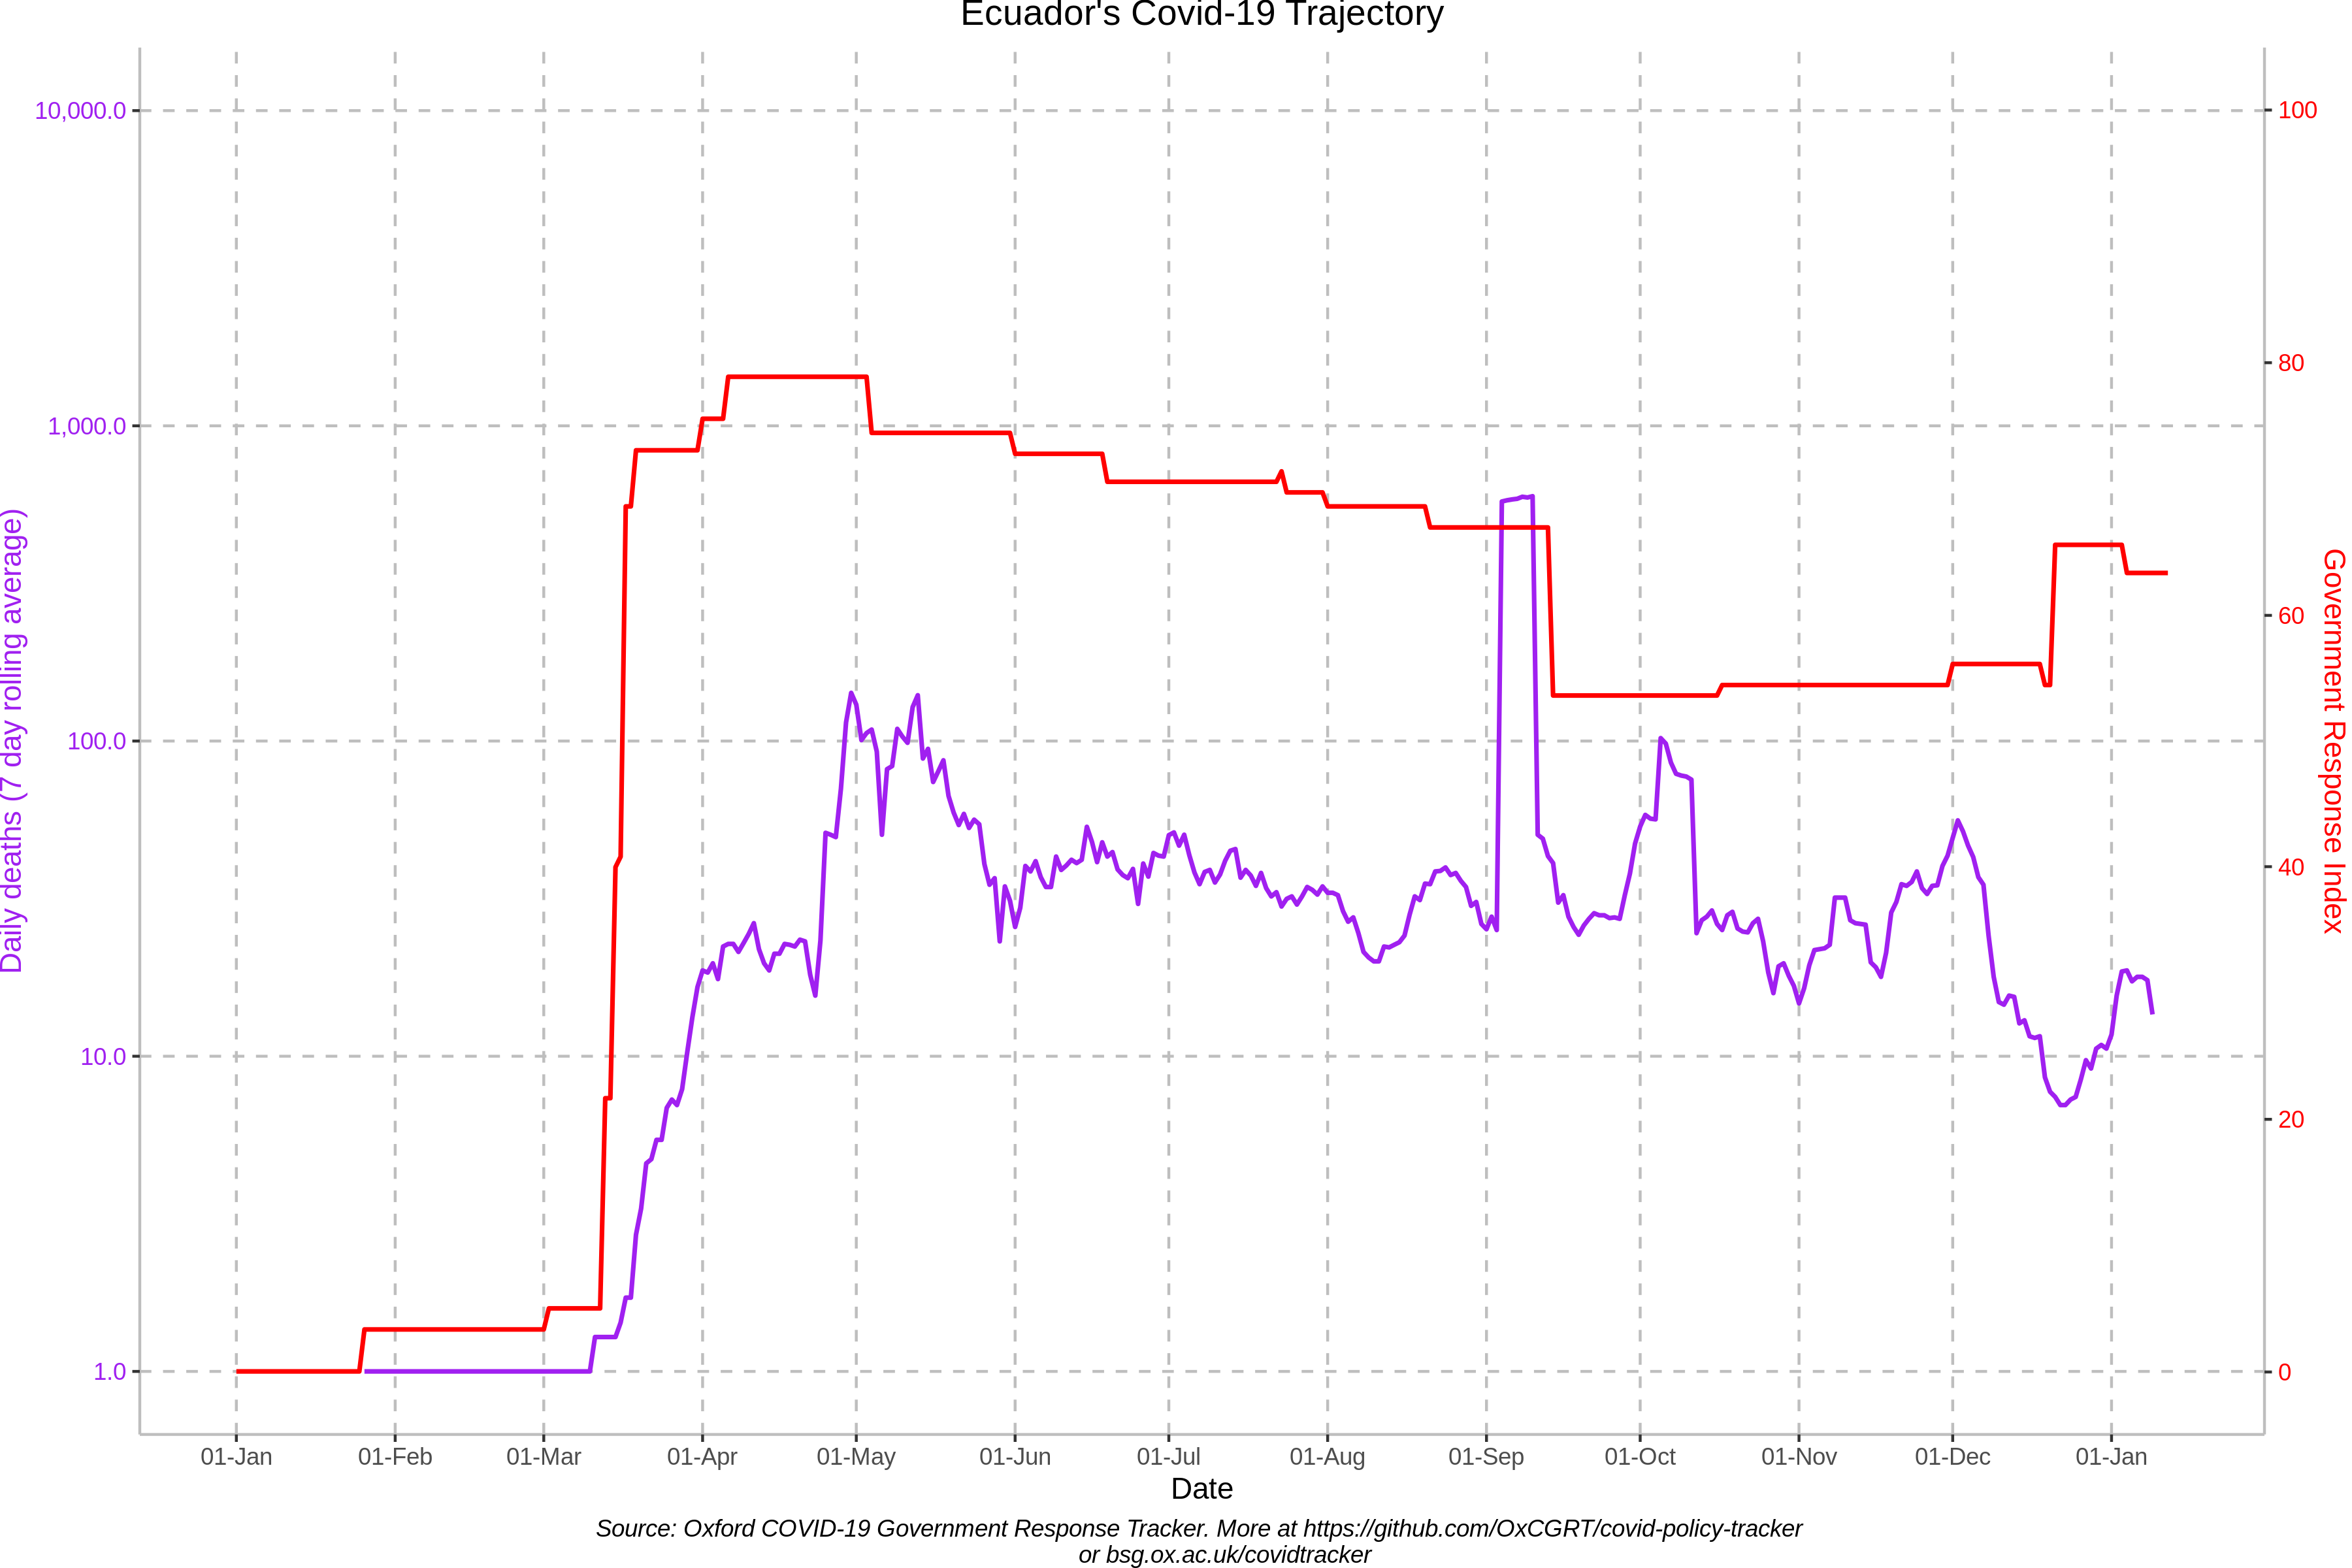 Ecuador's Covid-19 Trajectory
10,000.0
1,000.0
100.0
10.0
1.0
Daily deaths (7 day rolling average)
100
80
60
40
20
0
Government Response Index
01-Jan 01-Feb 01-Mar 01-Apr 01-May 01-Jun 01-Jul 01-Aug 01-Sep 01-Oct 01-Nov 01-Dec 01-Jan
Date
Source: Oxford COVID-19 Government Response Tracker. More at https://github.com/OxCGRT/covid-policy-tracker
or bsg.ox.ac.uk/covidtracker